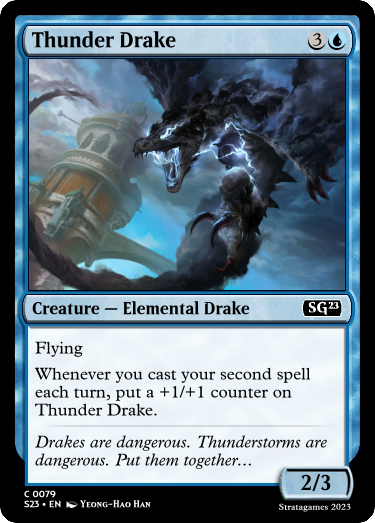 Thunder Drake 3
Creature — Elemental Drake SG23
Flying
Whenever you cast your second spell
each turn, put a +1/+1 counter on
Thunder Drake.
Drakes are dangerous. Thunderstorms are
dangerous. Put them together…
2/3
C 0079
S23 • EN Yeong-Hao Han
Stratagames 2023